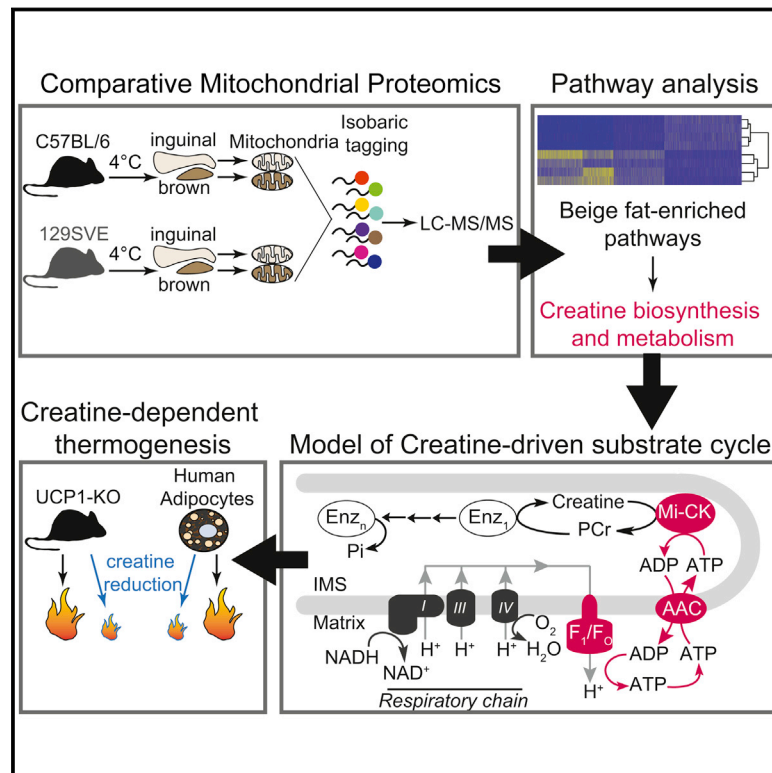 Comparative Mitochondrial Proteomics
C57BL/6
4°C
inguinal
brown
Mitochondria
Isobaric
tagging
LC-MS/MS
129SVE
4°C
inguinal
brown
Pathway analysis
Beige fat-enriched
pathways
Creatine biosynthesis
and metabolism
Creatine-dependent
thermogenesis
UCP1-KO
Human
Adipocytes
creatine
reduction
Model of Creatine-driven substrate cycle
Enzn
Pi
Enz1
Creatine
PCr
Mi-CK
ADP
ATP
IMS
Matrix
I
III
IV
O2
H2O
F1/FO
AAC
NADH
NAD+
H+
H+
H+
H+
ADP
ATP
ATP
Respiratory chain